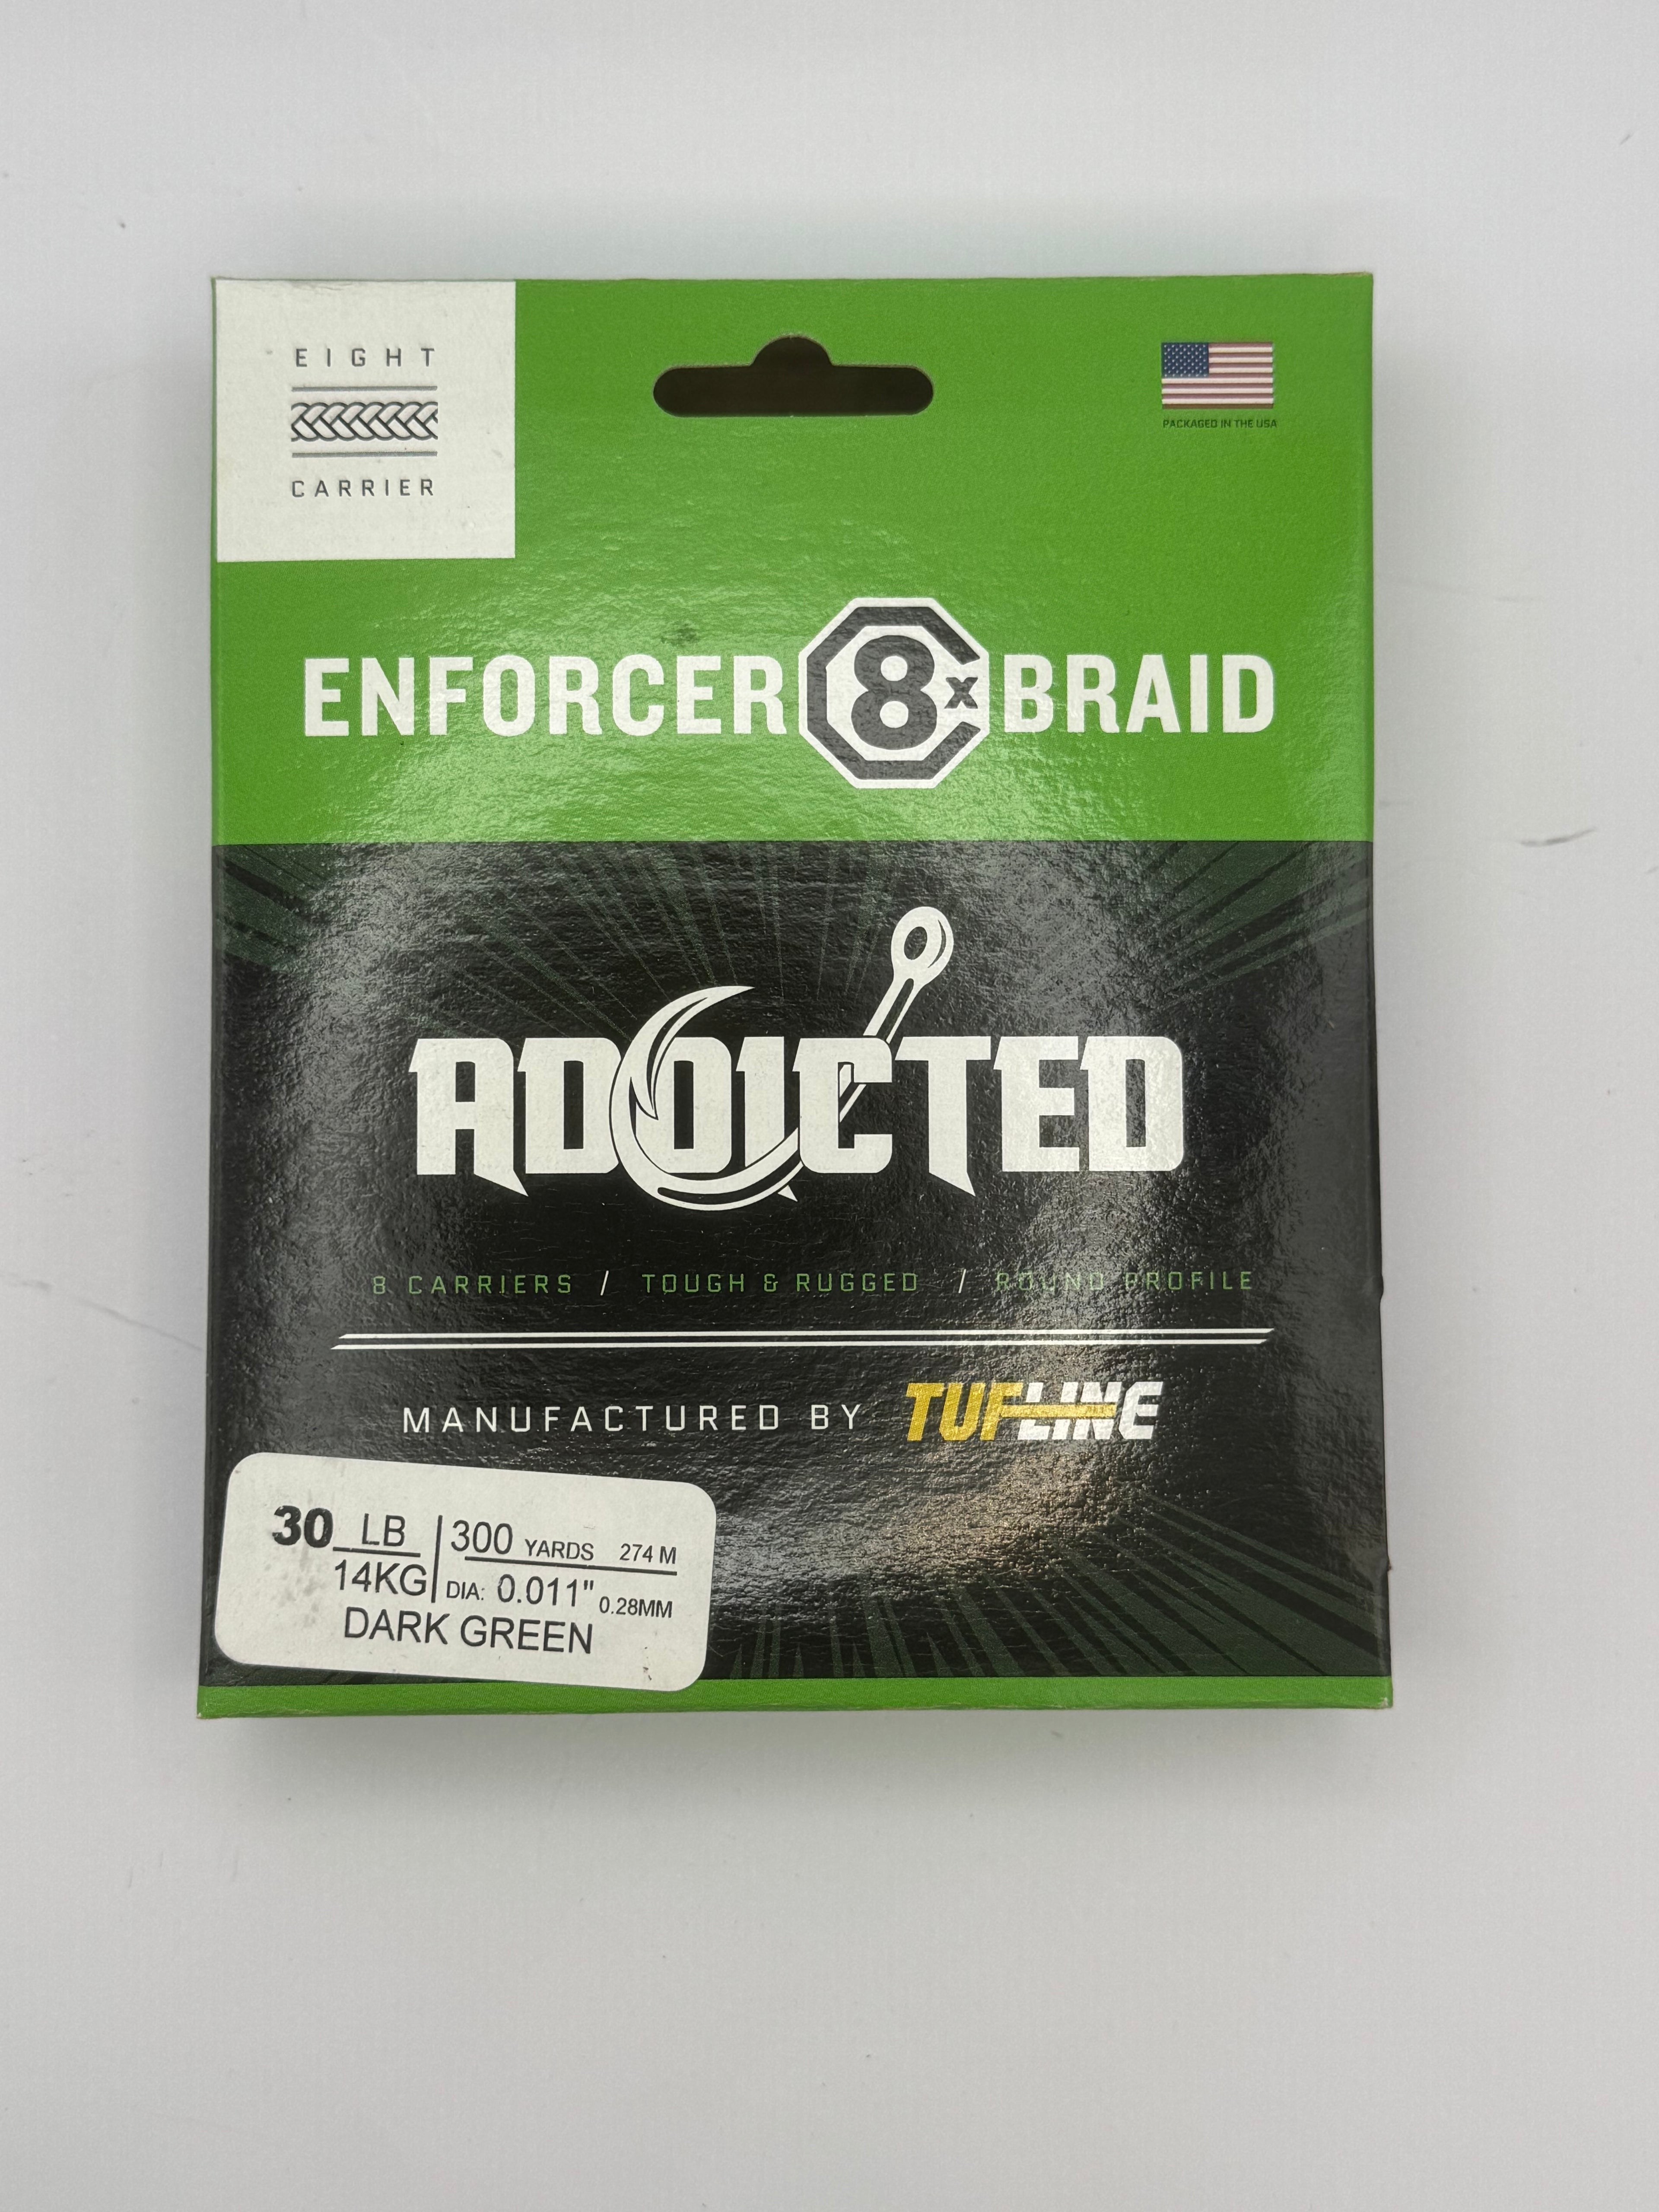 EIGHT
CARRIER
PACKAGED IN THE USA
ENFORCER 8x BRAID
ADDICTED
8 CARRIERS / TOUGH & RUGGED / ROUND PROFILE
MANUFACTURED BY TUFLINE
30 LB 300 YARDS 274 M
14KG DIA: 0.011" 0.28MM
DARK GREEN